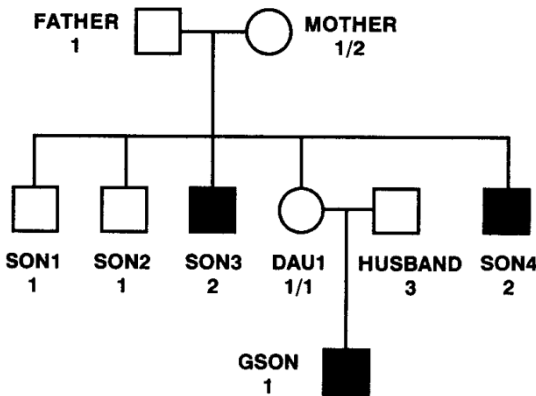 FATHER
1
MOTHER
1/2
SON1
1
SON2
1
SON3
2
DAU1
1/1
HUSBAND
3
SON4
2
GSON
1